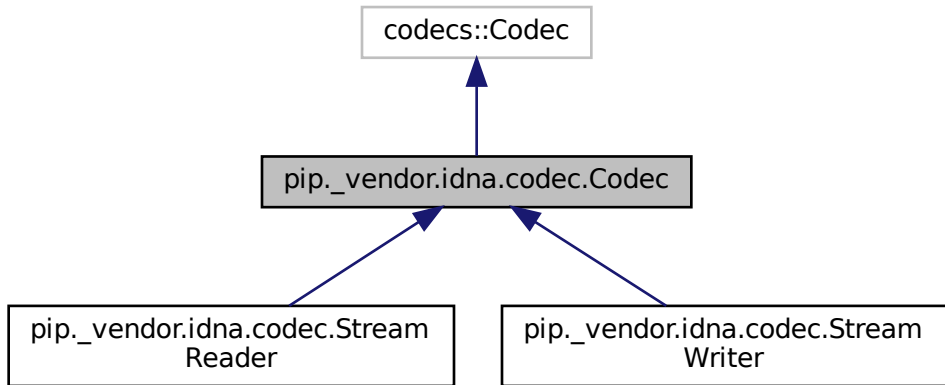 codecs::Codec
pip._vendor.idna.codec.Codec
pip._vendor.idna.codec.Stream
Reader
pip._vendor.idna.codec.Stream
Writer